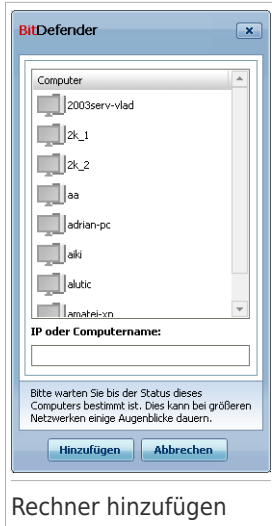 BitDefender
Computer
2003serv-vlad
2k_1
2k_2
aa
adrian-pc
aiki
alutic
amatei-xp
IP oder Computername:
Bitte warten Sie bis der Status dieses
Computers bestimmt ist. Dies kann bei größeren
Netzwerken einige Augenblicke dauern.
Hinzufügen Abbrechen
Rechner hinzufügen